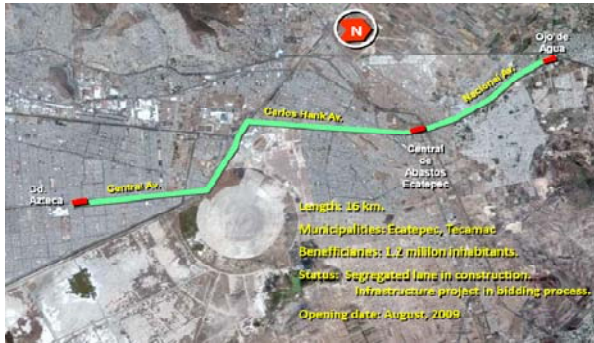 N
Ojo de
Agua
Nacional Av.
Carlos Hank Av.
Central
de
Abastos
Ecatepec
Cd.
Azteca
Central Av.
Length: 16 km.
Municipalities: Ecatepec, Tecamac
Beneficiaries: 1.2 million inhabitants.
Status: Segregated lane in construction.
Infrastructure project in bidding process.
Opening date: August, 2009